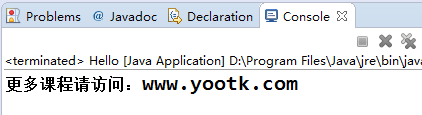 Problems @ Javadoc Declaration Console
<terminated> Hello [Java Application] D:\Program Files\Java\jre\bin\java
更多课程请访问：www.yootk.com